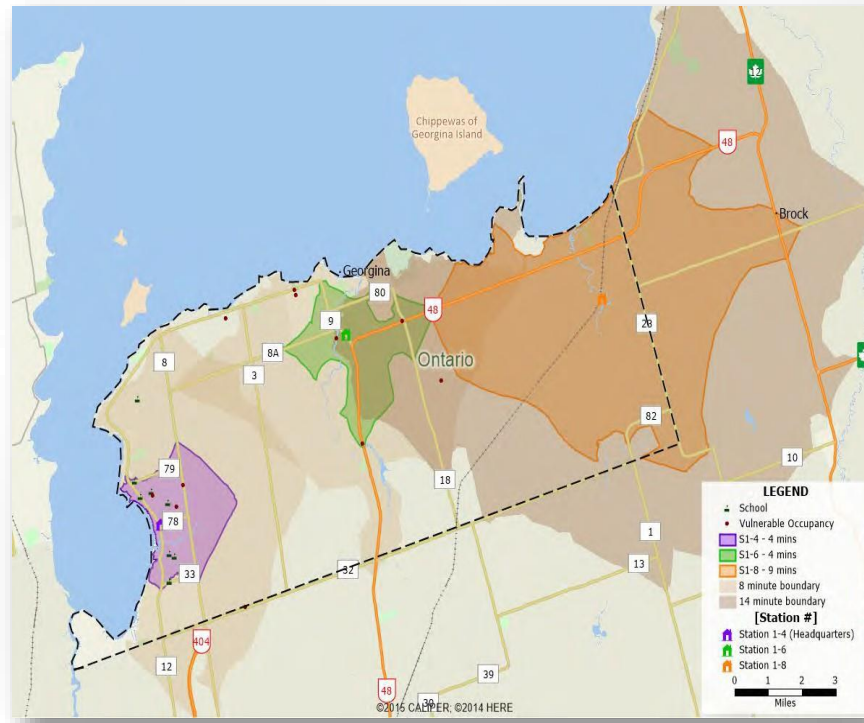 12
Chippewas of
Georgina Island
48
Brock
Georgina
80
9
48
8A
8
3
Ontario
23
82
79
18
10
78
1
33
32
13
404
12
39
48
©2015 CALIPER; ©2014 HERE
LEGEND
School
Vulnerable Occupancy
S1-4 - 4 mins
S1-6 - 4 mins
S1-8 - 9 mins
8 minute boundary
14 minute boundary
[Station #]
Station 1-4 (Headquarters)
Station 1-6
Station 1-8
0 1 2 3
Miles